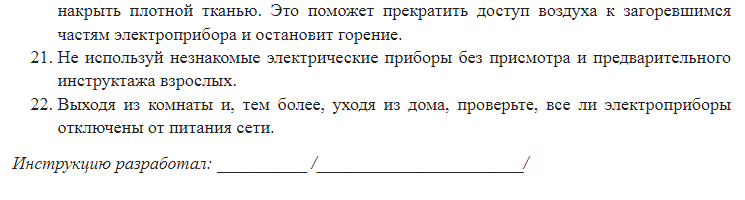 накрыть плотной тканью. Это поможет прекратить доступ воздуха к загоревшимся
частям электроприбора и остановит горение.
21. Не используй незнакомые электрические приборы без присмотра и предварительного
инструктажа взрослых.
22. Выходя из комнаты и, тем более, уходя из дома, проверьте, все ли электроприборы
отключены от питания сети.
Инструкцию разработал: __________ /_______________________/